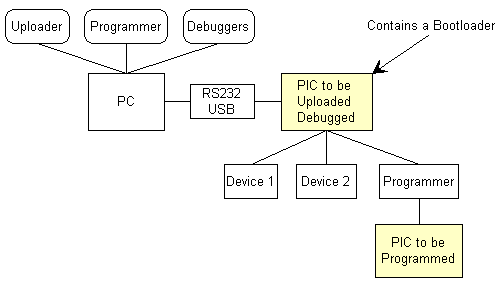 Uploader
Programmer
Debuggers
Contains a Bootloader
PC
RS232
USB
PIC to be
Uploaded
Debugged
Device 1
Device 2
Programmer
PIC to be
Programmed